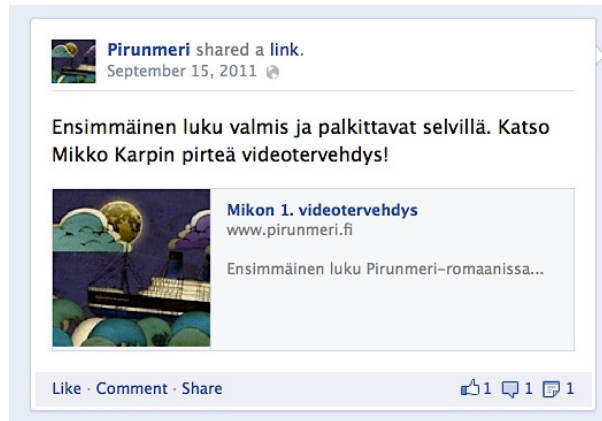 Pirunmeri shared a link.
September 15, 2011
Ensimmäinen luku valmis ja palkittavat selvillä. Katso
Mikko Karpin pirteä videotervehdys!
Mikon 1. videotervehdys
www.pirunmeri.fi
Ensimmäinen luku Pirunmeri-romaanissa...
Like · Comment · Share
1 1 1